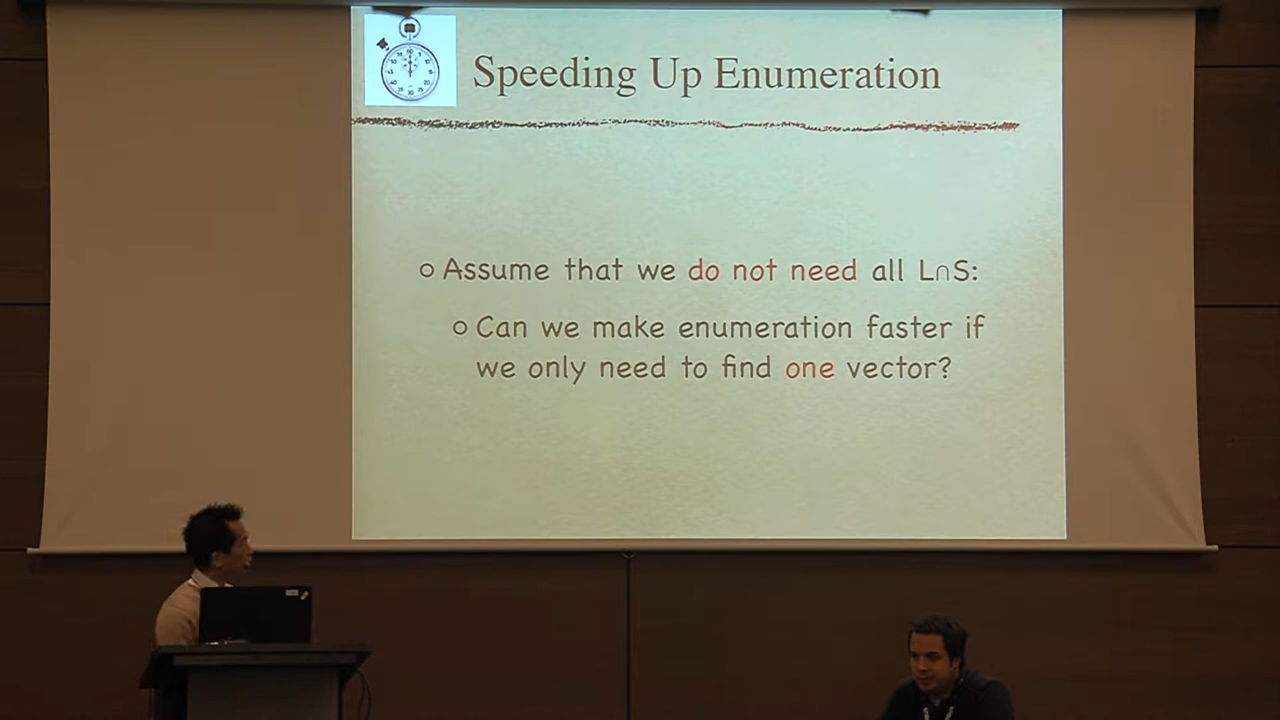 Speeding Up Enumeration
Assume that we do not need all L∩S:
Can we make enumeration faster if
we only need to find one vector?